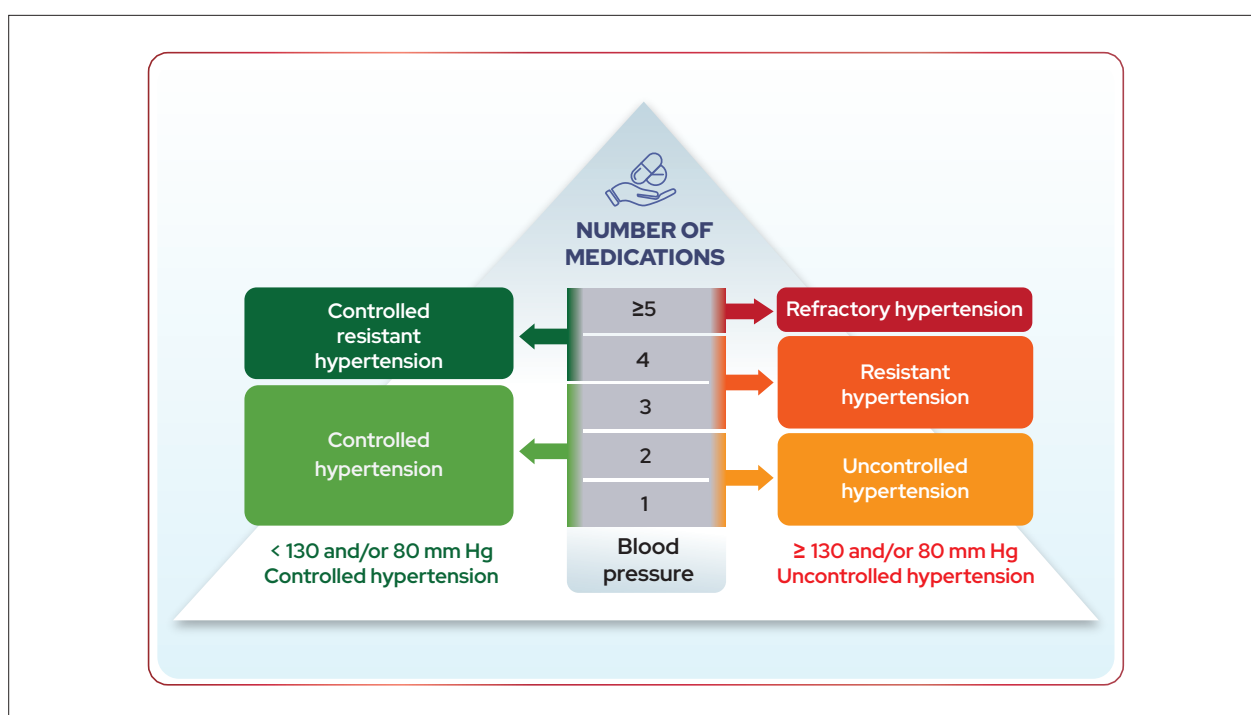 NUMBER OF
MEDICATIONS
Controlled
resistant
hypertension
Controlled
hypertension
< 130 and/or 80 mm Hg
Controlled hypertension
≥5
4
3
2
1
Blood
pressure
Refractory hypertension
Resistant
hypertension
Uncontrolled
hypertension
≥ 130 and/or 80 mm Hg
Uncontrolled hypertension